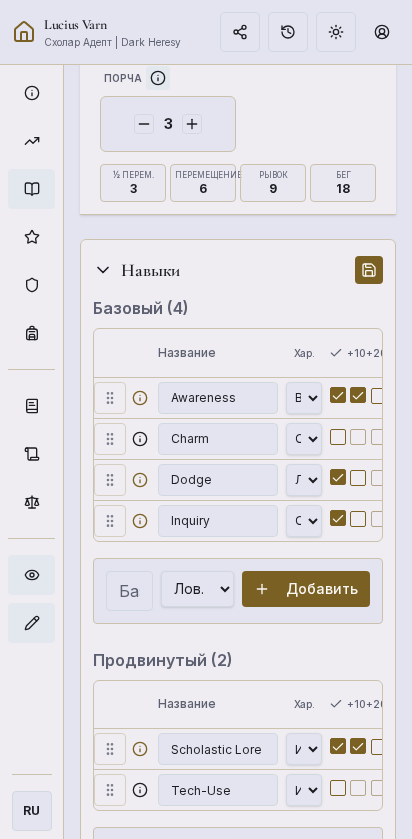 Lucius Varn
Схолар Адепт | Dark Heresy
ПОРЧА
3
½ ПЕРЕМ.
3
ПЕРЕМЕЩЕНИЕ
6
РЫВОК
9
БЕГ
18
Навыки
Базовый (4)
Название Хар. +10+20
Awareness В
Charm О
Dodge Л
Inquiry О
Ба Лов. Добавить
Продвинутый (2)
Название Хар. +10+20
Scholastic Lore И
Tech-Use И
RU